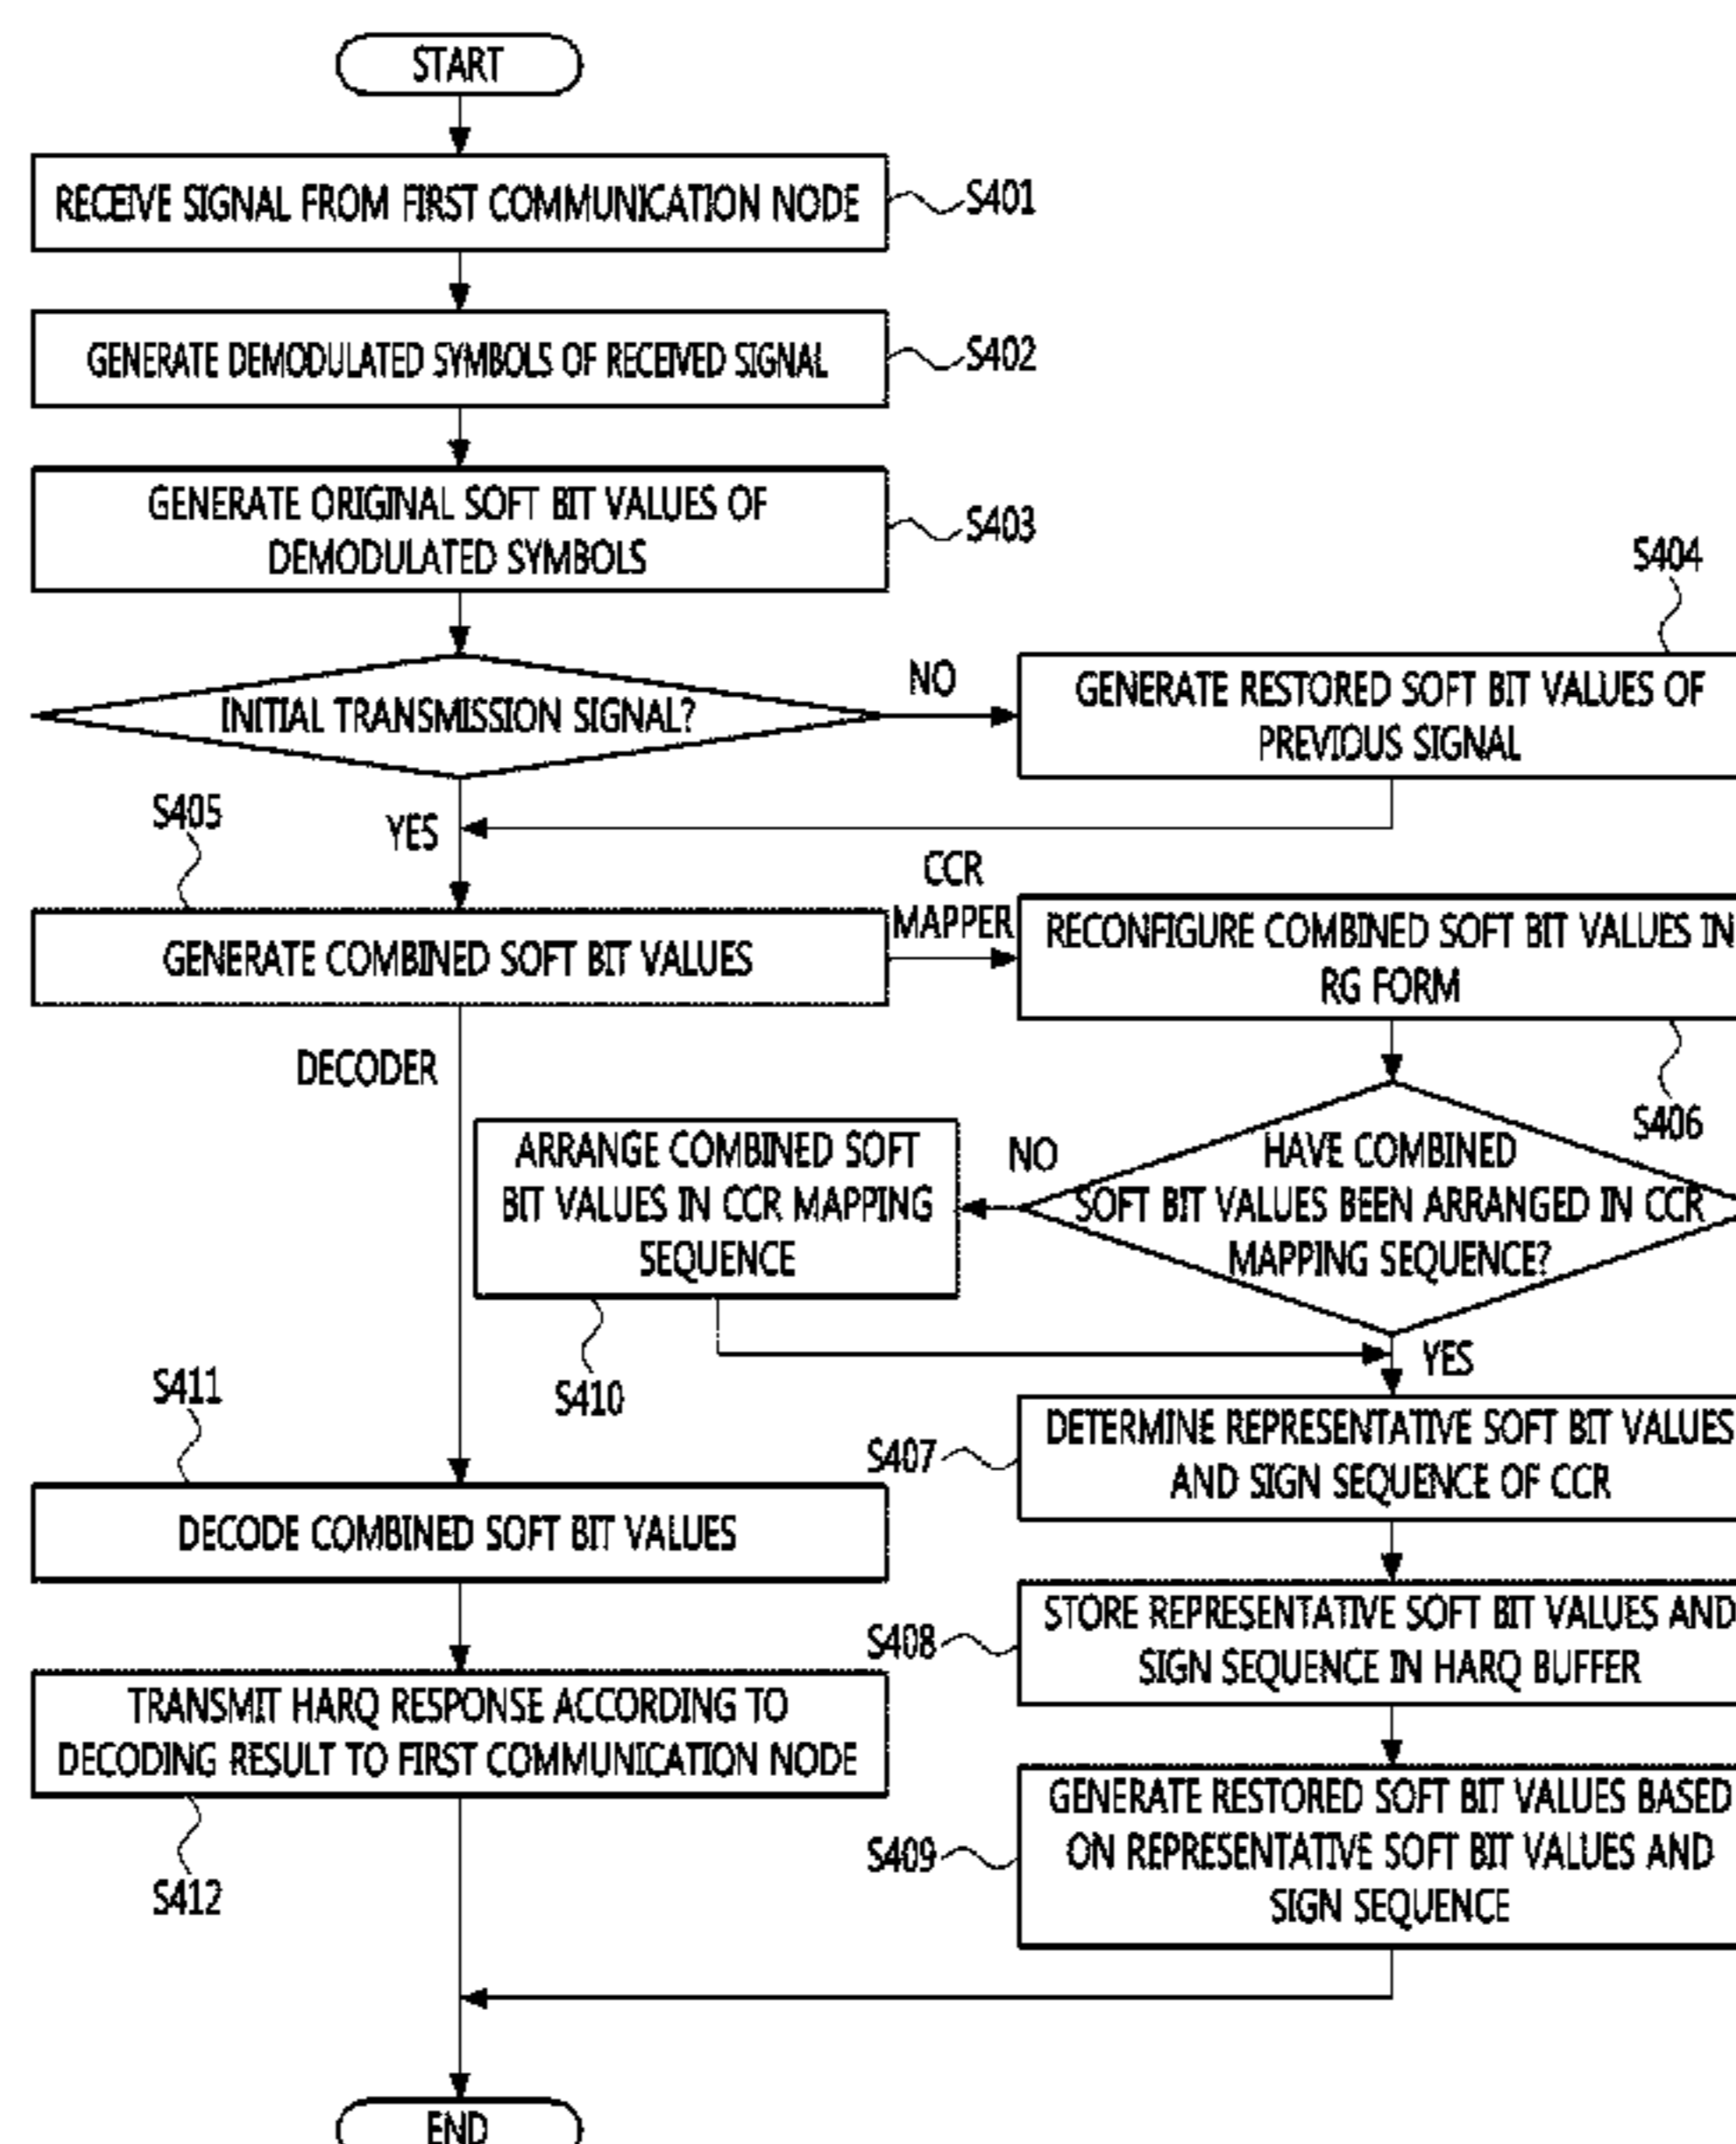 START
RECEIVE SIGNAL FROM FIRST COMMUNICATION NODE
S401
GENERATE DEMODULATED SYMBOLS OF RECEIVED SIGNAL
S402
GENERATE ORIGINAL SOFT BIT VALUES OF
DEMODULATED SYMBOLS
S403
S404
INITIAL TRANSMISSION SIGNAL?
NO
GENERATE RESTORED SOFT BIT VALUES OF
PREVIOUS SIGNAL
S405
YES
GENERATE COMBINED SOFT BIT VALUES
CCR
MAPPER
RECONFIGURE COMBINED SOFT BIT VALUES IN
RG FORM
S406
DECODER
ARRANGE COMBINED SOFT
BIT VALUES IN CCR MAPPING
SEQUENCE
NO
HAVE COMBINED
SOFT BIT VALUES BEEN ARRANGED IN CCR
MAPPING SEQUENCE?
S410
YES
S411
S407
DETERMINE REPRESENTATIVE SOFT BIT VALUES
AND SIGN SEQUENCE OF CCR
DECODE COMBINED SOFT BIT VALUES
S408
STORE REPRESENTATIVE SOFT BIT VALUES AND
SIGN SEQUENCE IN HARQ BUFFER
TRANSMIT HARQ RESPONSE ACCORDING TO
DECODING RESULT TO FIRST COMMUNICATION NODE
S412
S409
GENERATE RESTORED SOFT BIT VALUES BASED
ON REPRESENTATIVE SOFT BIT VALUES AND
SIGN SEQUENCE
END